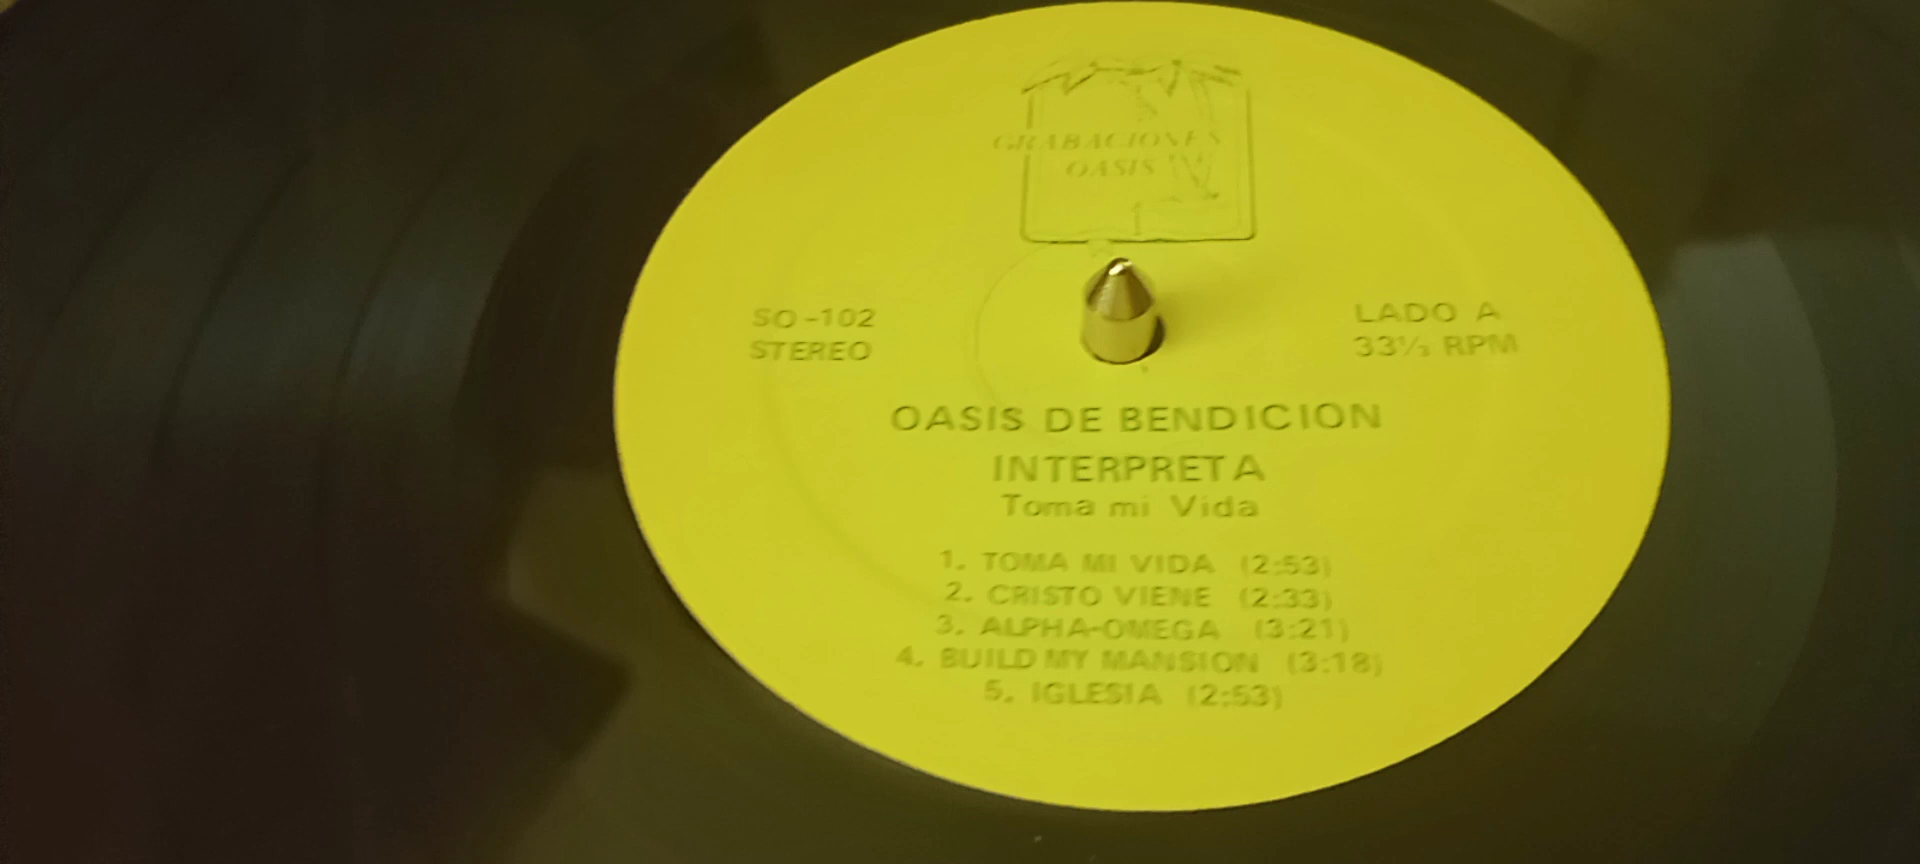 GRABACIONES
OASIS
SO-102
STEREO
LADO A
33⅓ RPM
OASIS DE BENDICION
INTERPRETA
Toma mi Vida
1. TOMA MI VIDA (2:53)
2. CRISTO VIENE (2:33)
3. ALPHA-OMEGA (3:21)
4. BUILD MY MANSION (3:18)
5. IGLESIA (2:53)